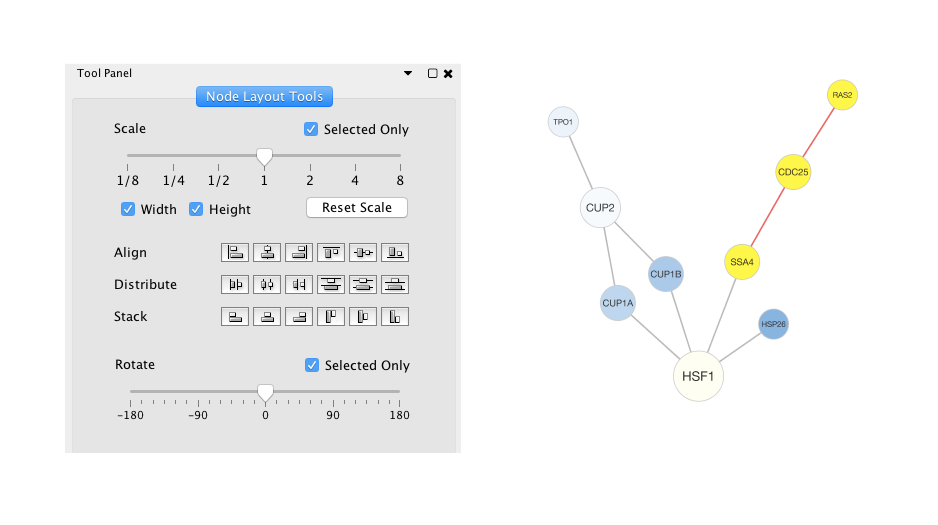 Tool Panel
Node Layout Tools
Scale
Selected Only
1/8 1/4 1/2 1 2 4 8
Width Height Reset Scale
Align
Distribute
Stack
Rotate
Selected Only
-180 -90 0 90 180
RAS2
TPO1
CDC25
CUP2
SSA4
CUP1B
CUP1A
HSP26
HSF1